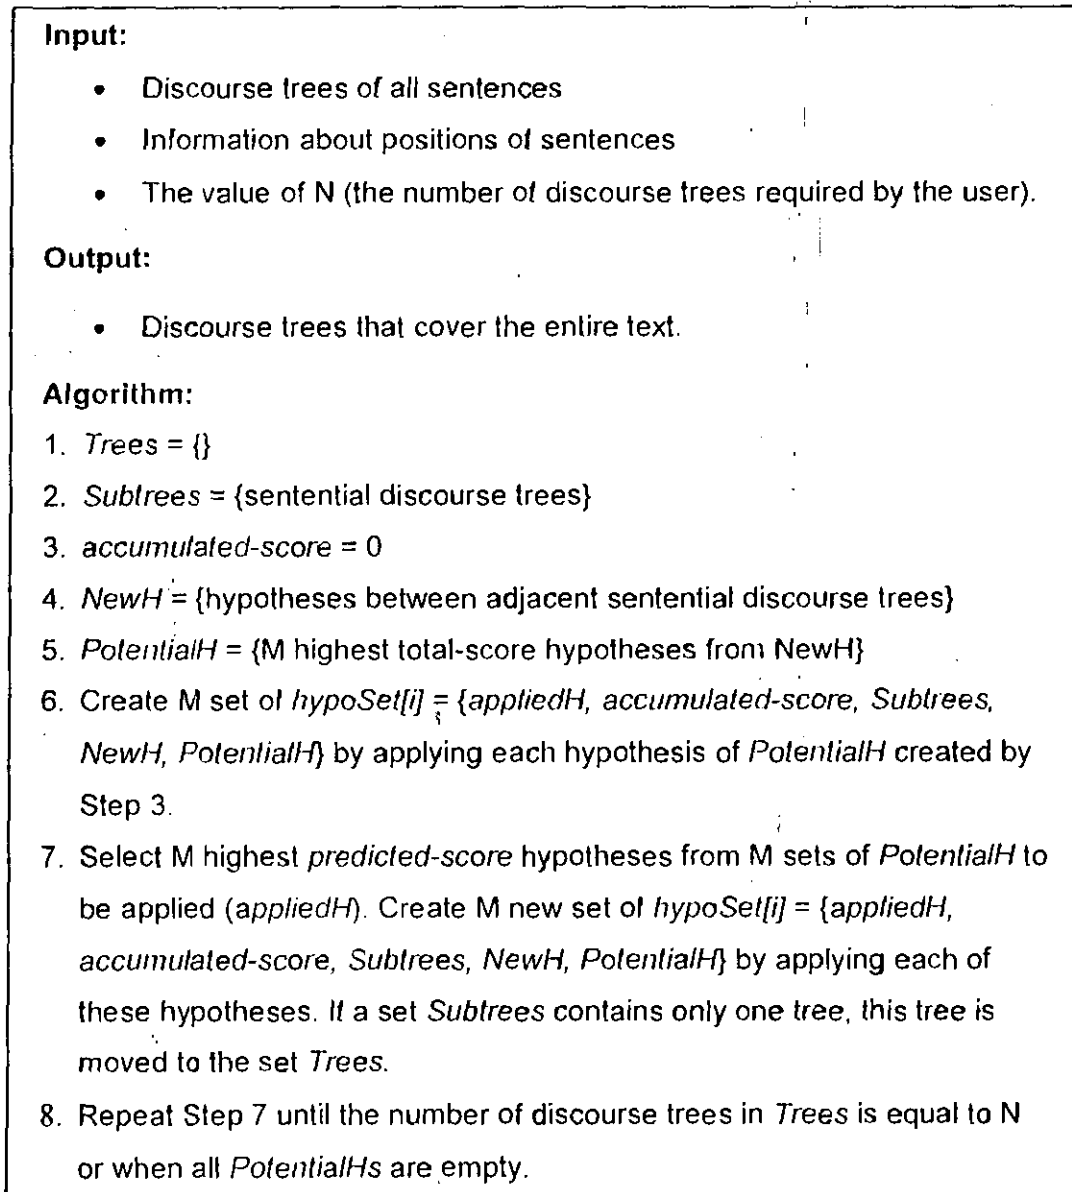 Input:
• Discourse trees of all sentences
• Information about positions of sentences
• The value of N (the number of discourse trees required by the user).
Output:
• Discourse trees that cover the entire text.
Algorithm:
1. Trees = {}
2. Subtrees = {sentential discourse trees}
3. accumulated-score = 0
4. NewH = {hypotheses between adjacent sentential discourse trees}
5. PotentialH = {M highest total-score hypotheses from NewH}
6. Create M set of hypoSet[i] = {appliedH, accumulated-score, Subtrees,
NewH, PotentialH} by applying each hypothesis of PotentialH created by
Step 3.
7. Select M highest predicted-score hypotheses from M sets of PotentialH to
be applied (appliedH). Create M new set of hypoSet[i] = {appliedH,
accumulated-score, Subtrees, NewH, PotentialH} by applying each of
these hypotheses. If a set Subtrees contains only one tree, this tree is
moved to the set Trees.
8. Repeat Step 7 until the number of discourse trees in Trees is equal to N
or when all PotentialHs are empty.